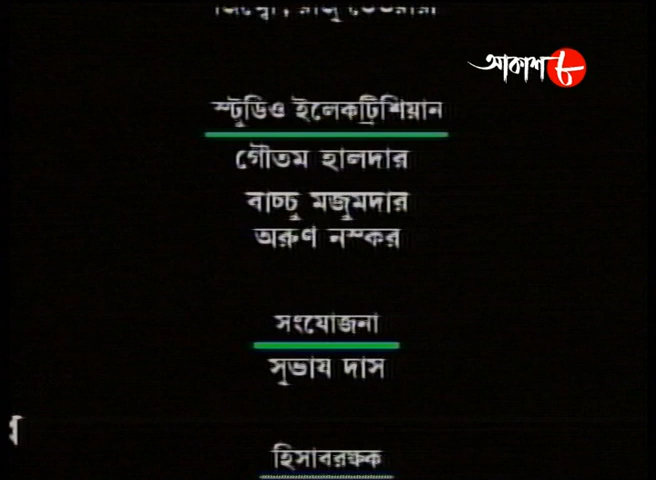 আকাশ ৮
স্টুডিও ইলেকট্রিশিয়ান
গৌতম হালদার
বাচ্চু মজুমদার
অরুণ নস্কর
সংযোজনা
সুভাষ দাস
হিসাবরক্ষক